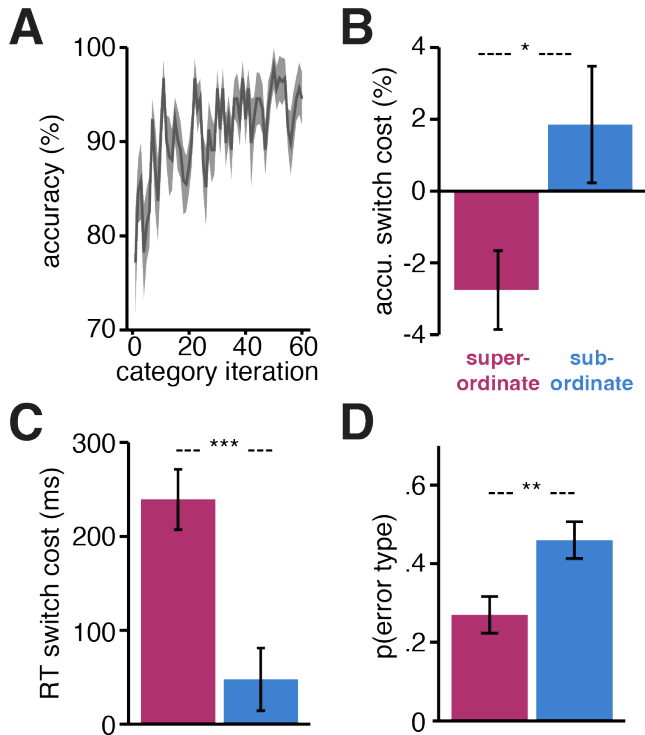 A
100
90
80
70
accuracy (%)
0
20
40
60
category iteration
B
4
2
0
-2
-4
accu. switch cost (%)
*
super-
ordinate
sub-
ordinate
C
300
200
100
0
RT switch cost (ms)
***
D
.6
.4
.2
0
p(error type)
**